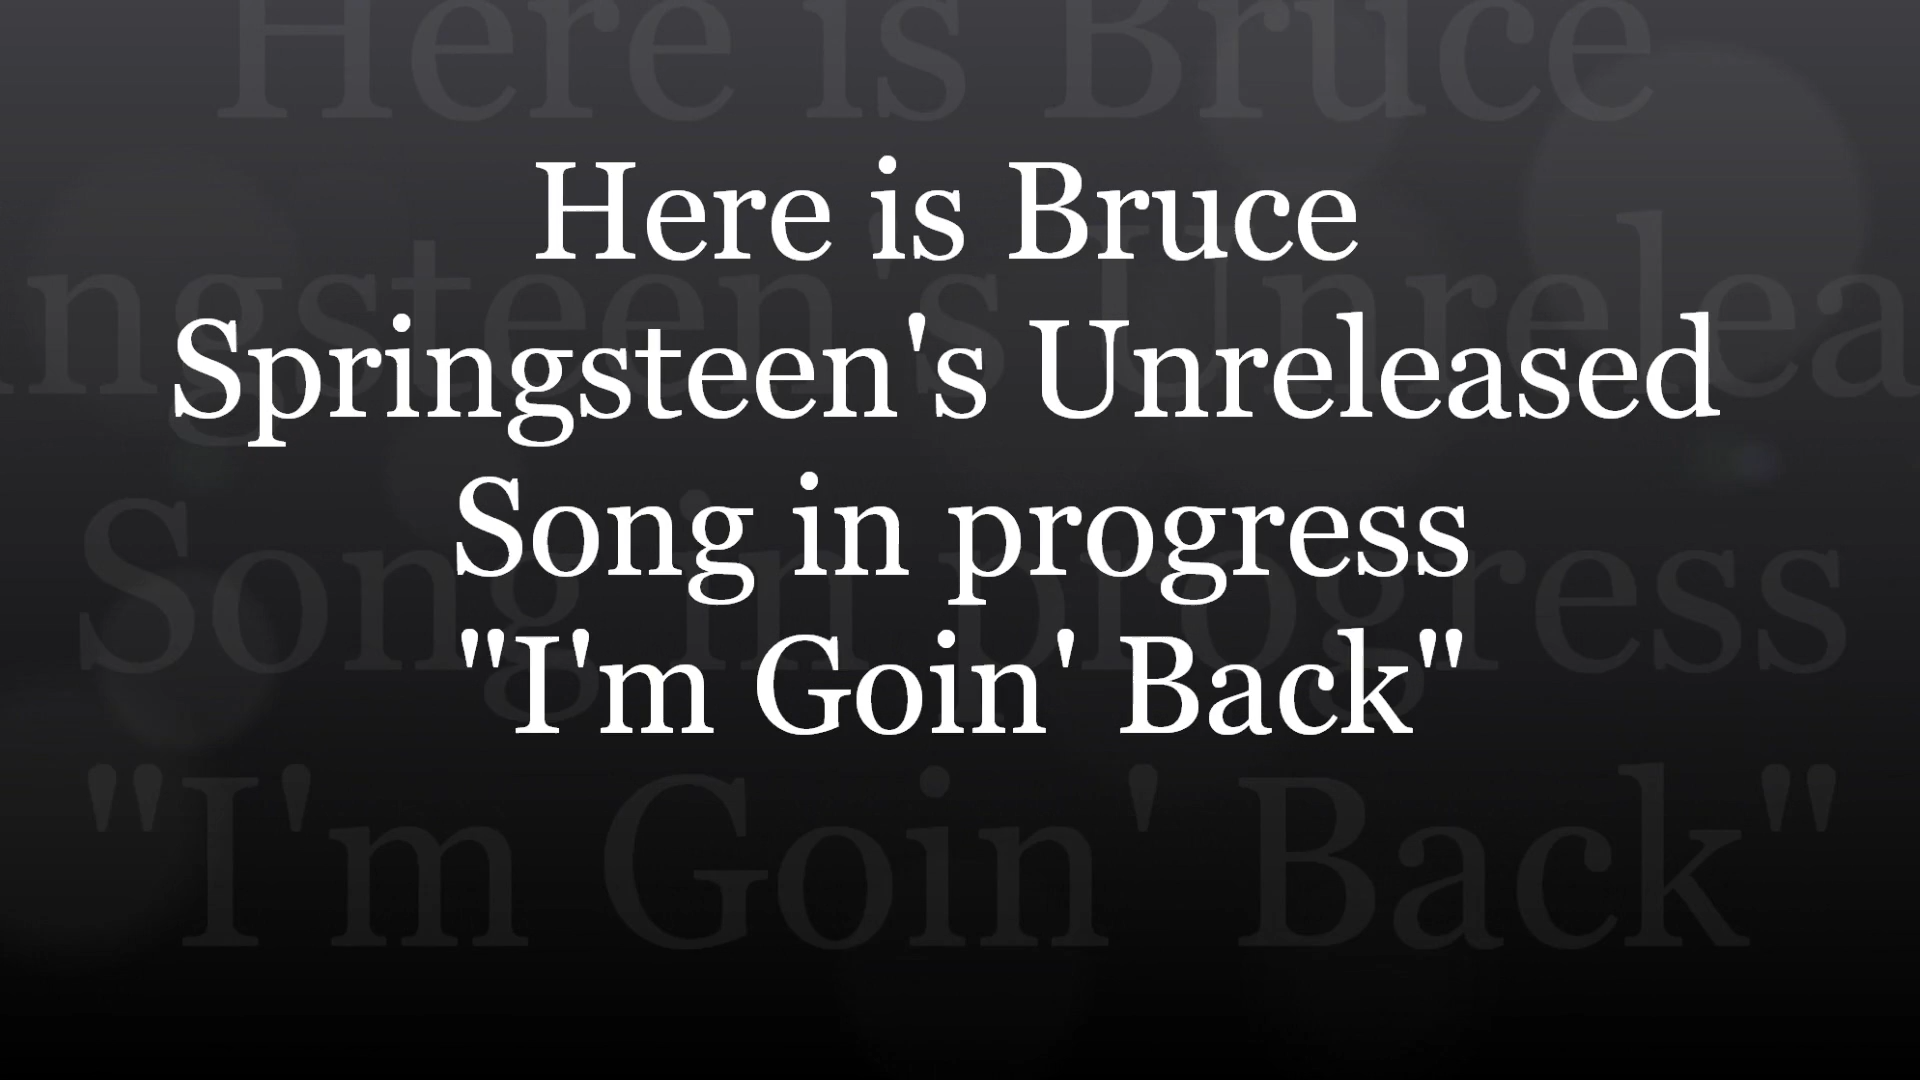 Here is Bruce
Springsteen's Unreleased
Song in progress
"I'm Goin' Back"